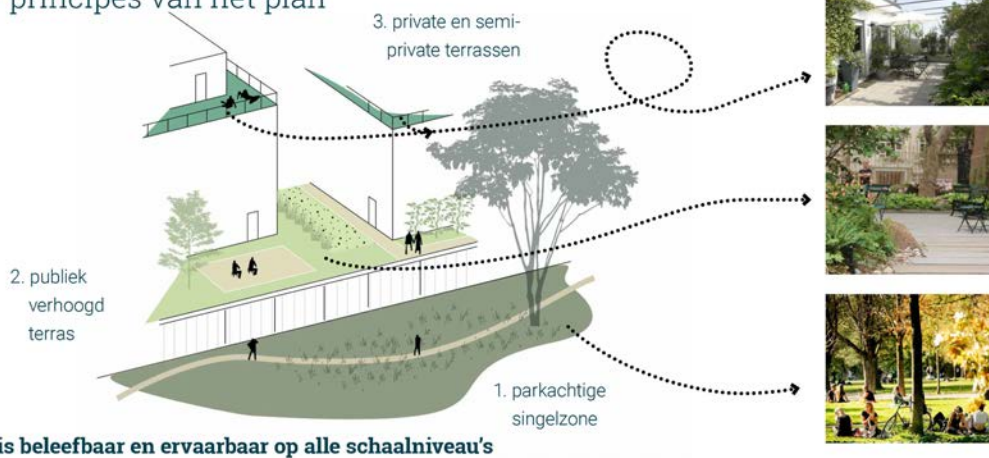 principes van het plan
3. private en semi-
private terrassen
2. publiek
verhoogd
terras
1. parkachtige
singelzone
is beleefbaar en ervaarbaar op alle schaalniveau's